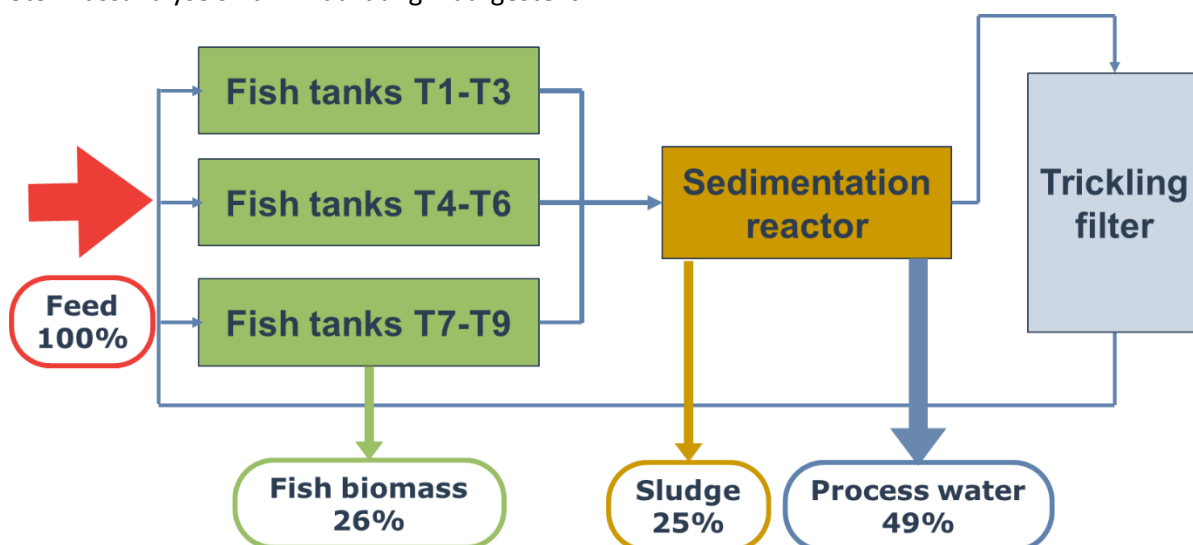 Fish tanks T1-T3
Fish tanks T4-T6
Fish tanks T7-T9
Feed
100%
Sedimentation
reactor
Trickling
filter
Fish biomass
26%
Sludge
25%
Process water
49%